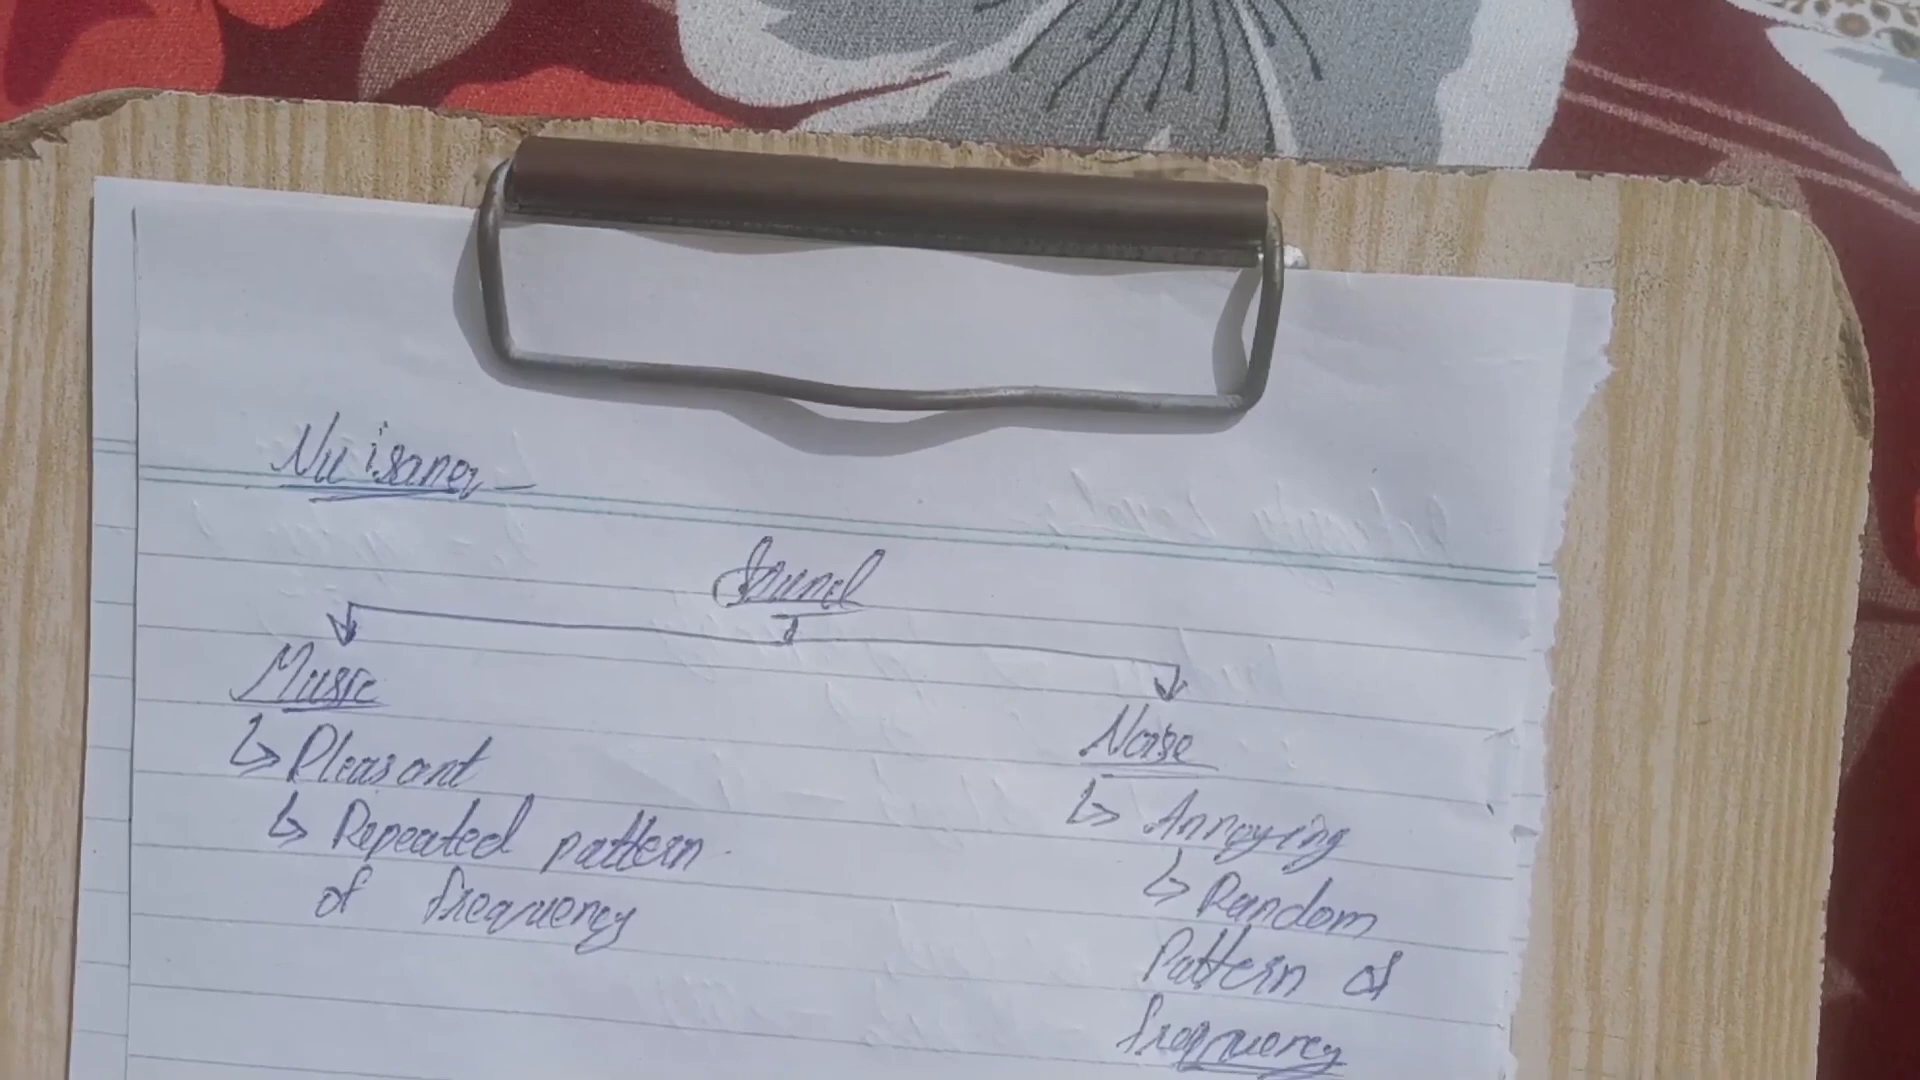 Nuisance
Sound
Music
Pleasant
Repeated pattern
of frequency
Noise
Annoying
Random
Pattern of
frequency